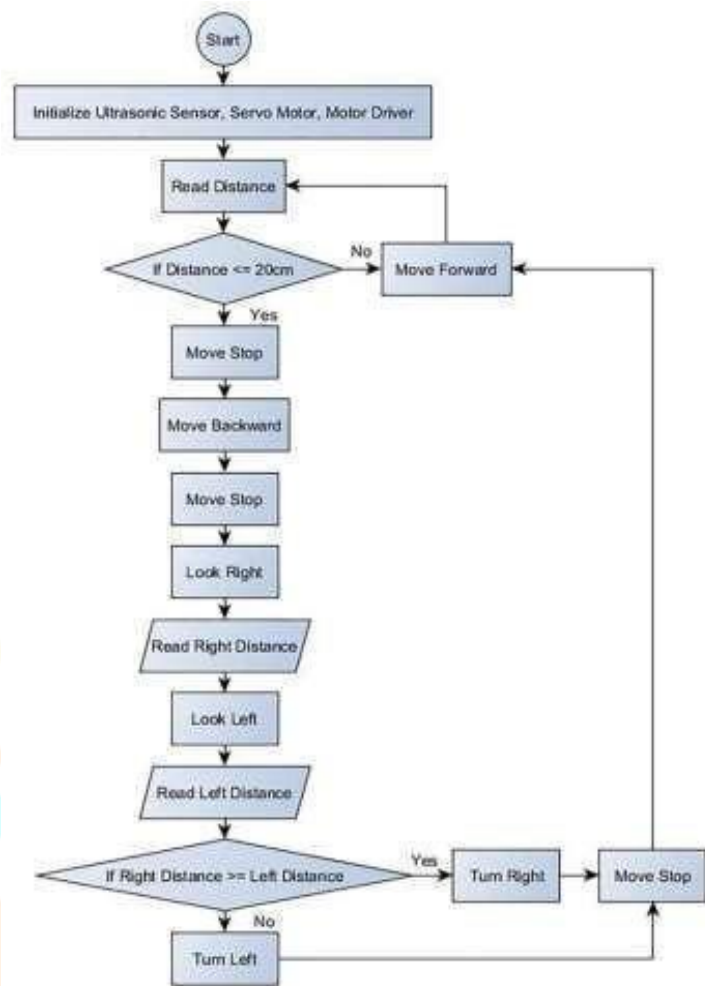 Start
Initialize Ultrasonic Sensor, Servo Motor, Motor Driver
Read Distance
If Distance <= 20cm
No
Move Forward
Yes
Move Stop
Move Backward
Move Stop
Look Right
Read Right Distance
Look Left
Read Left Distance
If Right Distance >= Left Distance
Yes
Turn Right
Move Stop
No
Turn Left